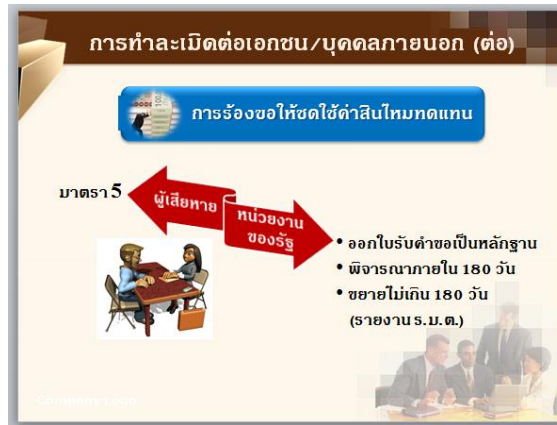 การทำละเมิดต่อเอกชน/บุคคลภายนอก (ต่อ)
การร้องขอให้ชดใช้ค่าสินไหมทดแทน
มาตรา 5
ผู้เสียหาย
หน่วยงาน
ของรัฐ
• ออกใบรับคำขอเป็นหลักฐาน
• พิจารณาภายใน 180 วัน
• ขยายไม่เกิน 180 วัน
(รายงาน ร.ม.ต.)
Company Logo